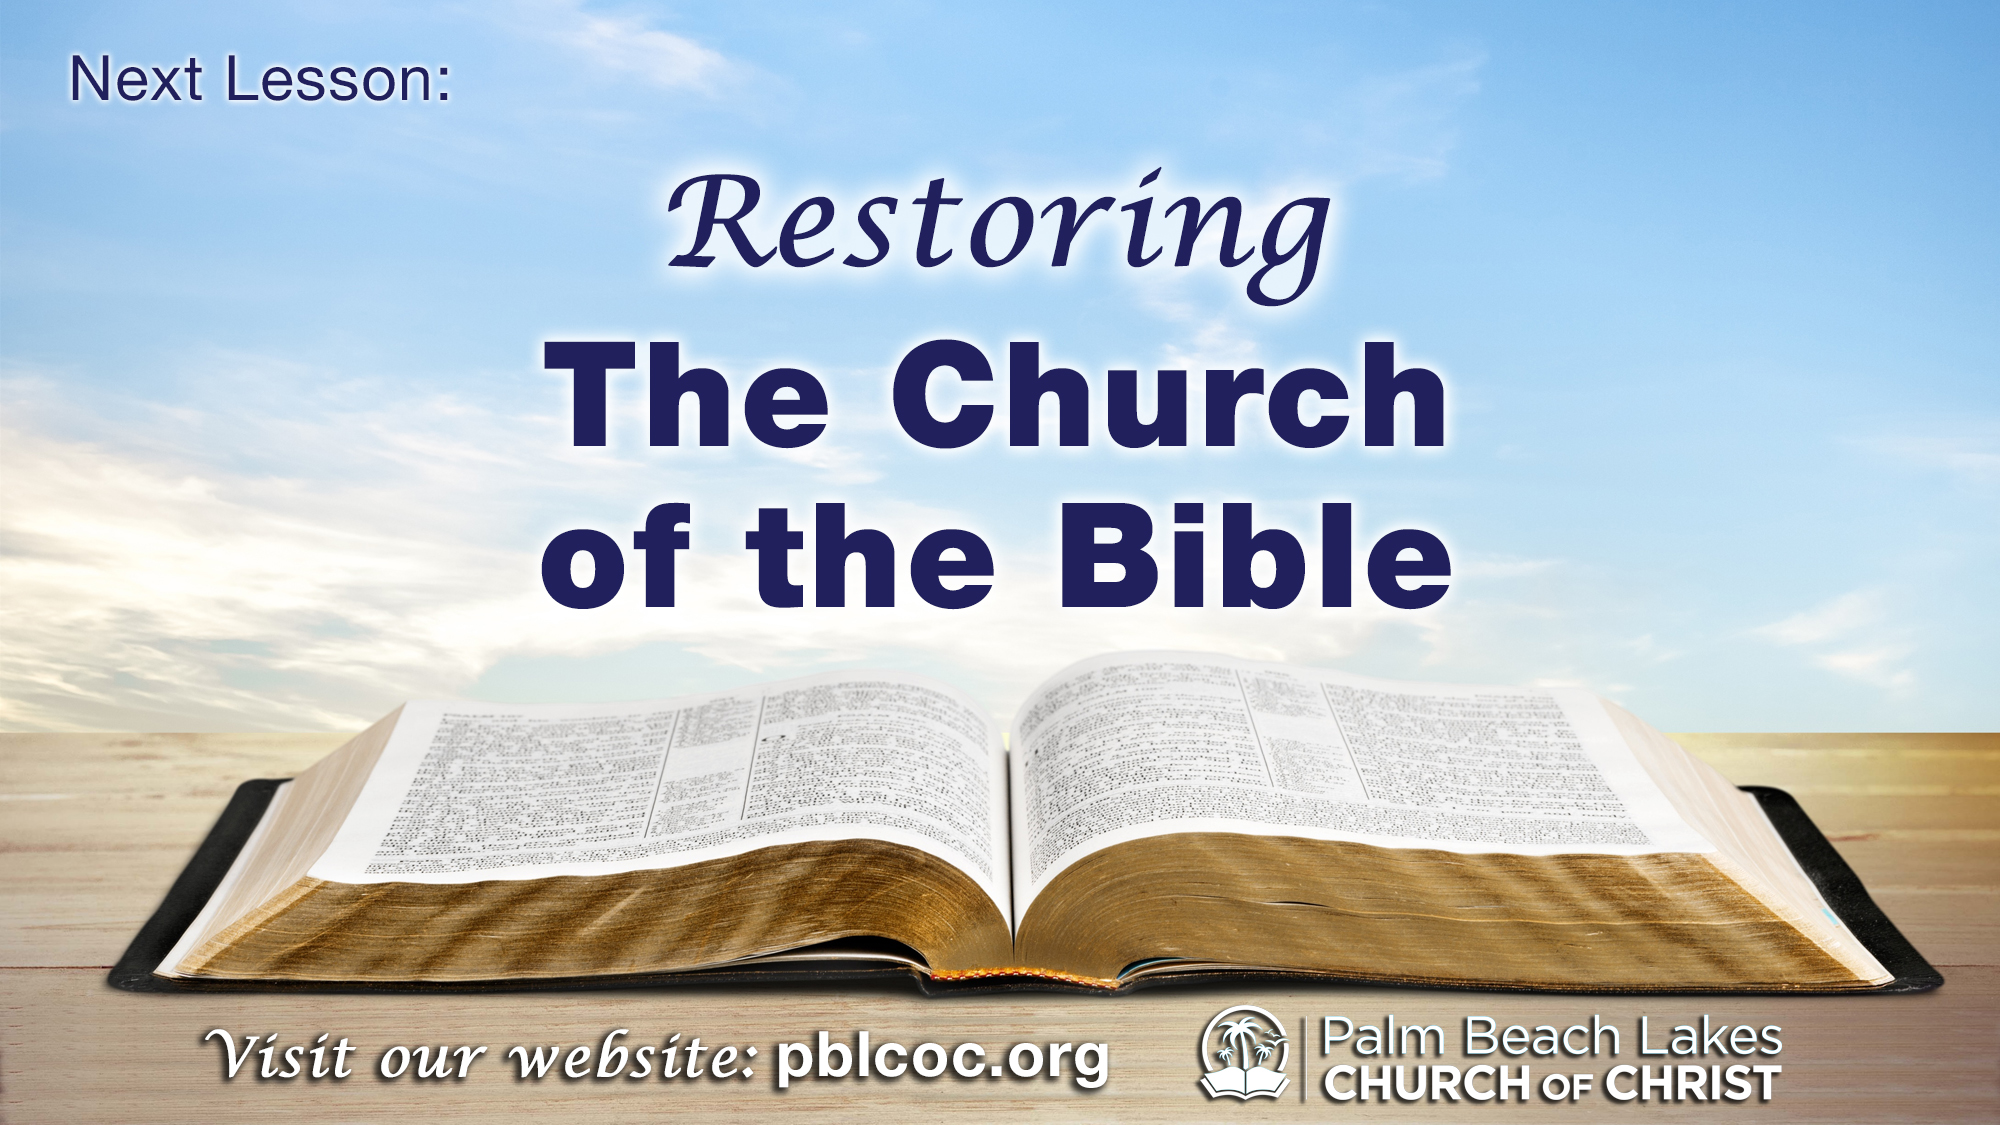 Next Lesson:
Restoring
The Church
of the Bible
Visit our website: pblcoc.org
Palm Beach Lakes
CHURCH OF CHRIST